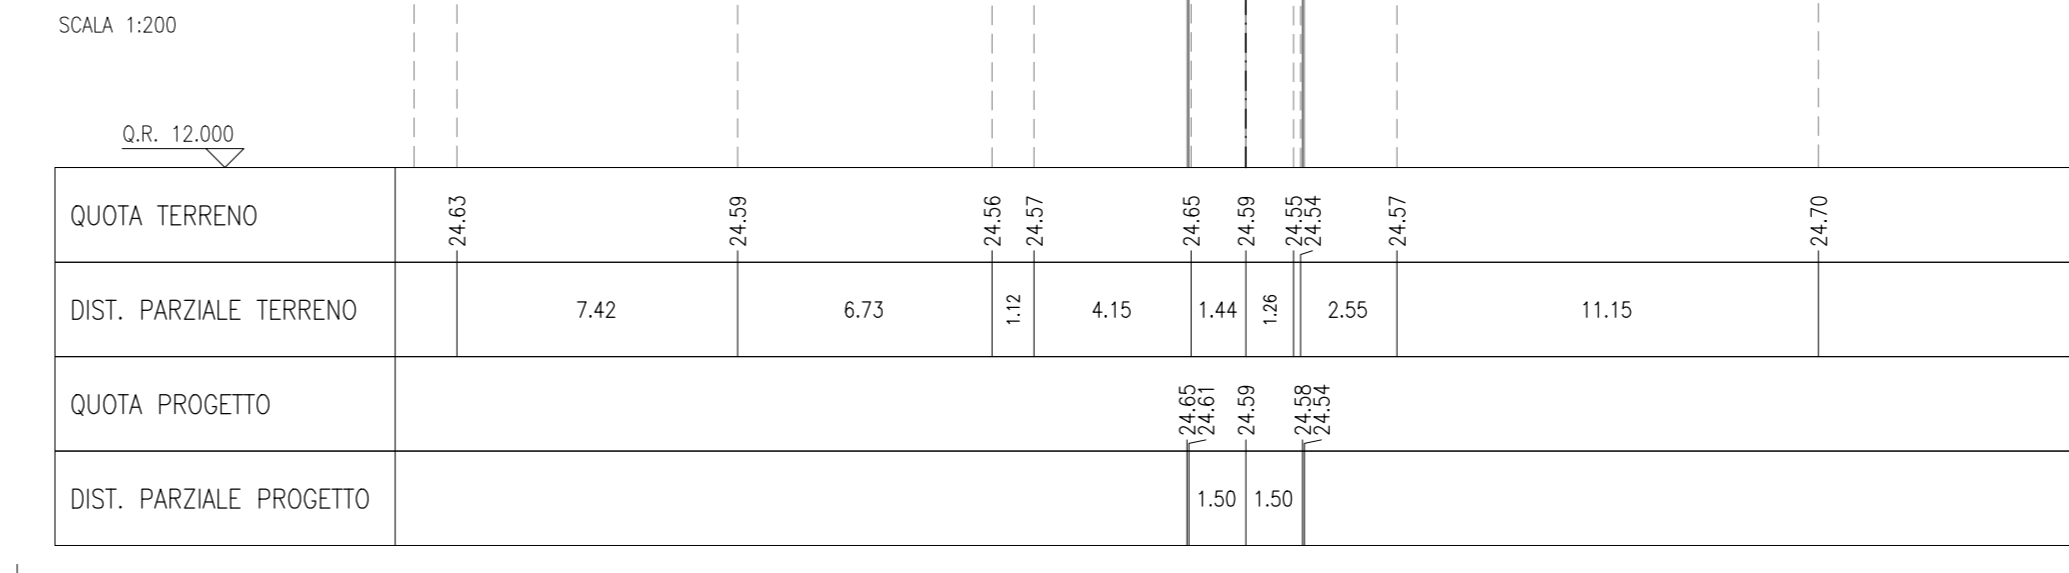 SCALA 1:200
Q.R. 12.000
QUOTA TERRENO 24.63 24.59 24.56 24.57 24.65 24.59 24.55 24.54 24.57 24.70
DIST. PARZIALE TERRENO 7.42 6.73 1.12 4.15 1.44 1.26 2.55 11.15
QUOTA PROGETTO 24.65 24.61 24.59 24.58 24.54
DIST. PARZIALE PROGETTO 1.50 1.50